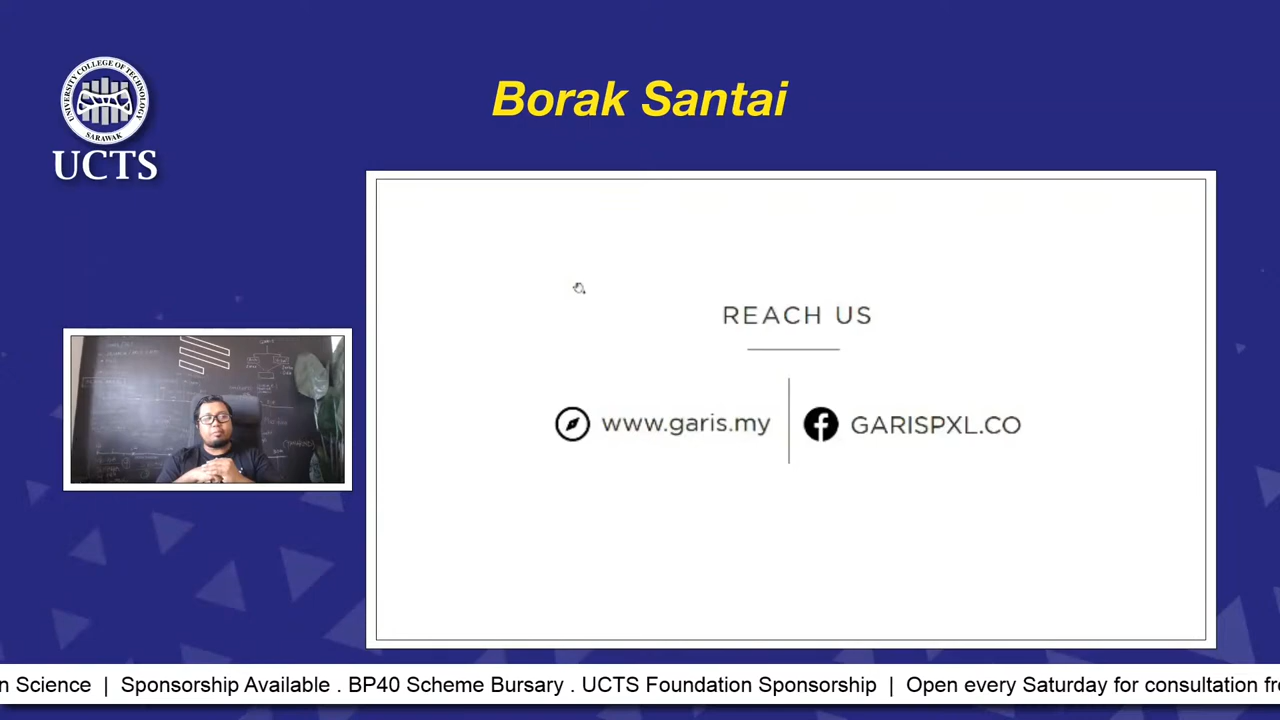 UNIVERSITY COLLEGE OF TECHNOLOGY
SARAWAK
UCTS
Borak Santai
REACH US
www.garis.my
GARISPXL.CO
n Science | Sponsorship Available . BP40 Scheme Bursary . UCTS Foundation Sponsorship | Open every Saturday for consultation fr